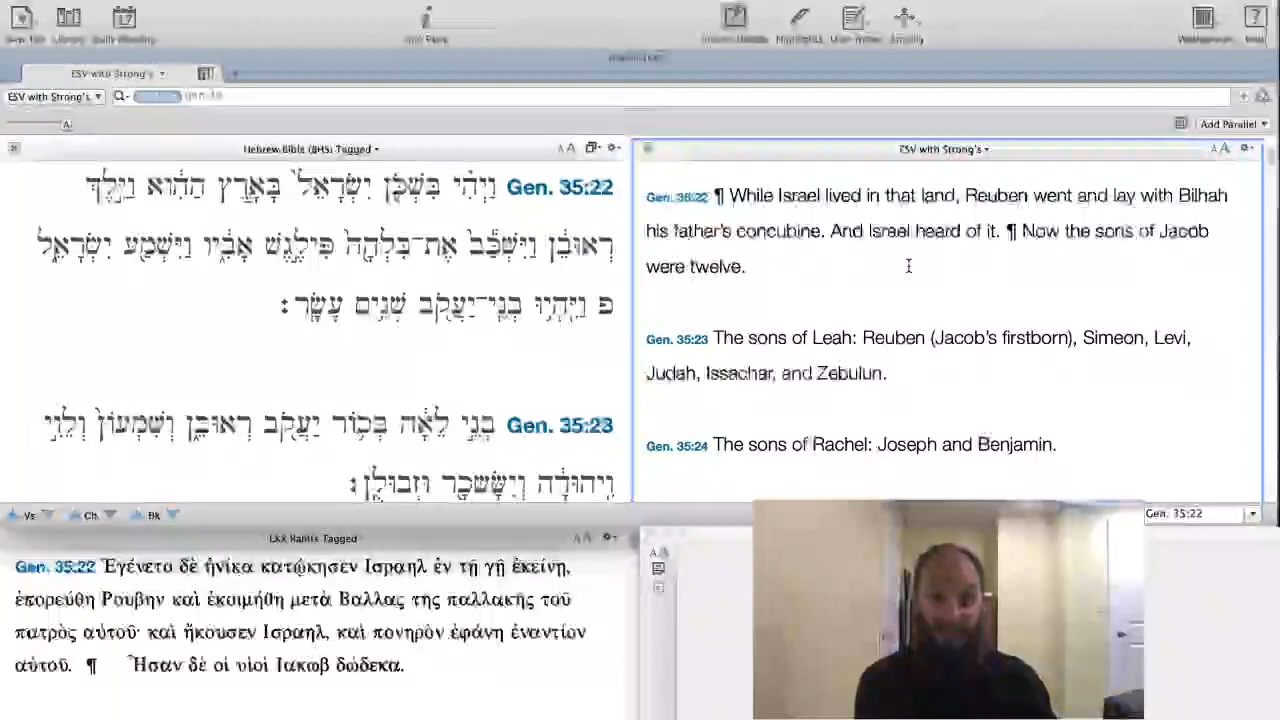 ESV with Strong's
ESV with Strong's
Add Parallel
Hebrew Bible (BHS) Tagged
ESV with Strong's
Gen. 35:22 וַיְהִי בִּשְׁכֹּן יִשְׂרָאֵל בָּאָרֶץ הַהִוא וַיֵּלֶךְ
רְאוּבֵן וַיִּשְׁכַּב אֶת־בִּלְהָה פִּילֶגֶשׁ אָבִיו וַיִּשְׁמַע יִשְׂרָאֵל
פ וַיִּהְיוּ בְנֵי־יַעֲקֹב שְׁנֵים עָשָׂר׃
Gen. 35:23 בְּנֵי לֵאָה בְּכוֹר יַעֲקֹב רְאוּבֵן וְשִׁמְעוֹן וְלֵוִי
וִיהוּדָה וְיִשָּׂשכָר וּזְבוּלֻן׃
¶ While Israel lived in that land, Reuben went and lay with Bilhah
his father's concubine. And Israel heard of it. ¶ Now the sons of Jacob
were twelve.
Gen. 35:23 The sons of Leah: Reuben (Jacob's firstborn), Simeon, Levi,
Judah, Issachar, and Zebulun.
Gen. 35:24 The sons of Rachel: Joseph and Benjamin.
Vs Ch Bk
Gen. 35:22
LXX Rahlfs Tagged
Gen. 35:22 Ἐγένετο δὲ ἡνίκα κατῴκησεν Ισραηλ ἐν τῇ γῇ ἐκείνῃ,
ἐπορεύθη Ρουβην καὶ ἐκοιμήθη μετὰ Βαλλας τῆς παλλακῆς τοῦ
πατρὸς αὐτοῦ· καὶ ἤκουσεν Ισραηλ, καὶ πονηρὸν ἐφάνη ἐναντίον
αὐτοῦ. ¶ Ἦσαν δὲ οἱ υἱοὶ Ιακωβ δώδεκα.